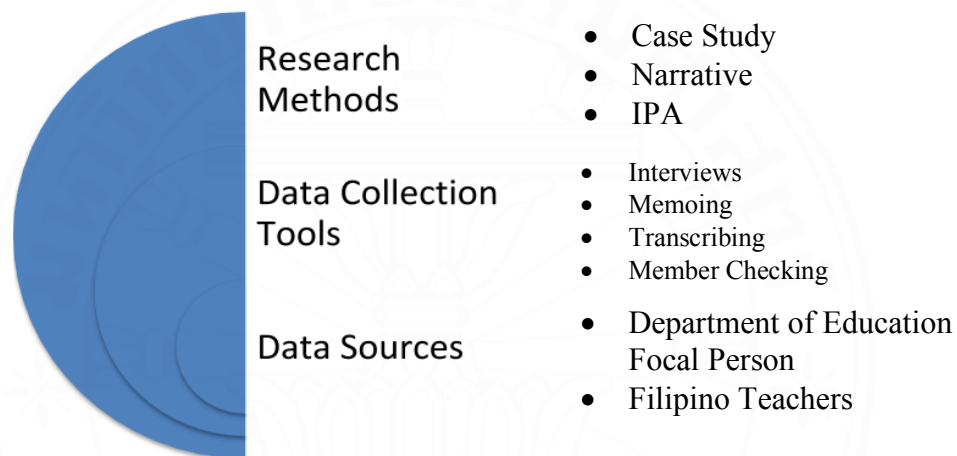 Research
Methods
• Case Study
• Narrative
• IPA
Data Collection
Tools
• Interviews
• Memoing
• Transcribing
• Member Checking
Data Sources
• Department of Education
Focal Person
• Filipino Teachers